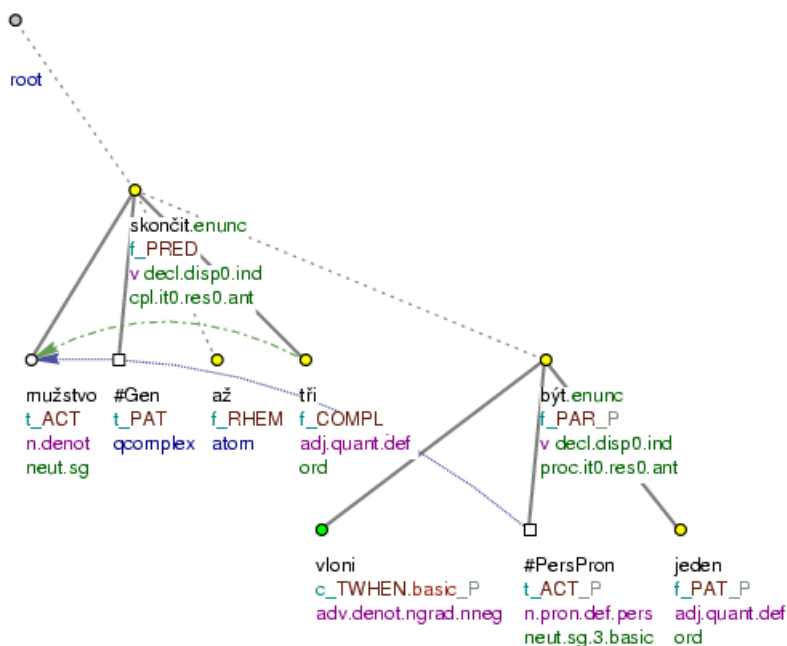 root
skončit.enunc
f_PRED
v decl.disp0.ind
cpl.it0.res0.ant
mužstvo
t_ACT
n.denot
neut.sg
#Gen
t_PAT
qcomplex
až
f_RHEM
atom
tři
f_COMPL
adj.quant.def
ord
být.enunc
f_PAR_P
v decl.disp0.ind
proc.it0.res0.ant
vloni
c_TWHEN.basic_P
adv.denot.ngrad.nneg
#PersPron
t_ACT_P
n.pron.def.pers
neut.sg.3.basic
jeden
f_PAT_P
adj.quant.def
ord